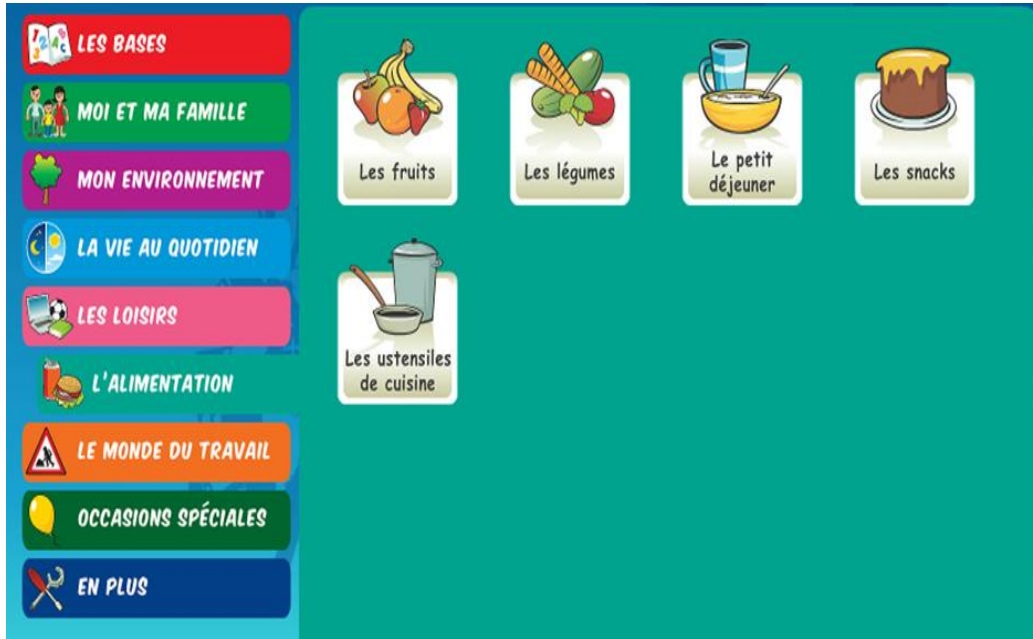 LES BASES
MOI ET MA FAMILLE
MON ENVIRONNEMENT
LA VIE AU QUOTIDIEN
LES LOISIRS
L'ALIMENTATION
LE MONDE DU TRAVAIL
OCCASIONS SPÉCIALES
EN PLUS
Les fruits
Les légumes
Le petit
déjeuner
Les snacks
Les ustensiles
de cuisine